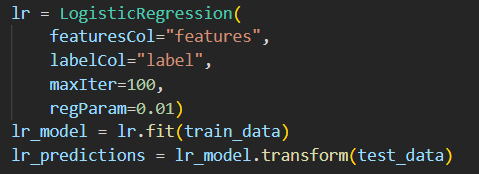 lr = LogisticRegression(
    featuresCol="features",
    labelCol="label",
    maxIter=100,
    regParam=0.01)
lr_model = lr.fit(train_data)
lr_predictions = lr_model.transform(test_data)